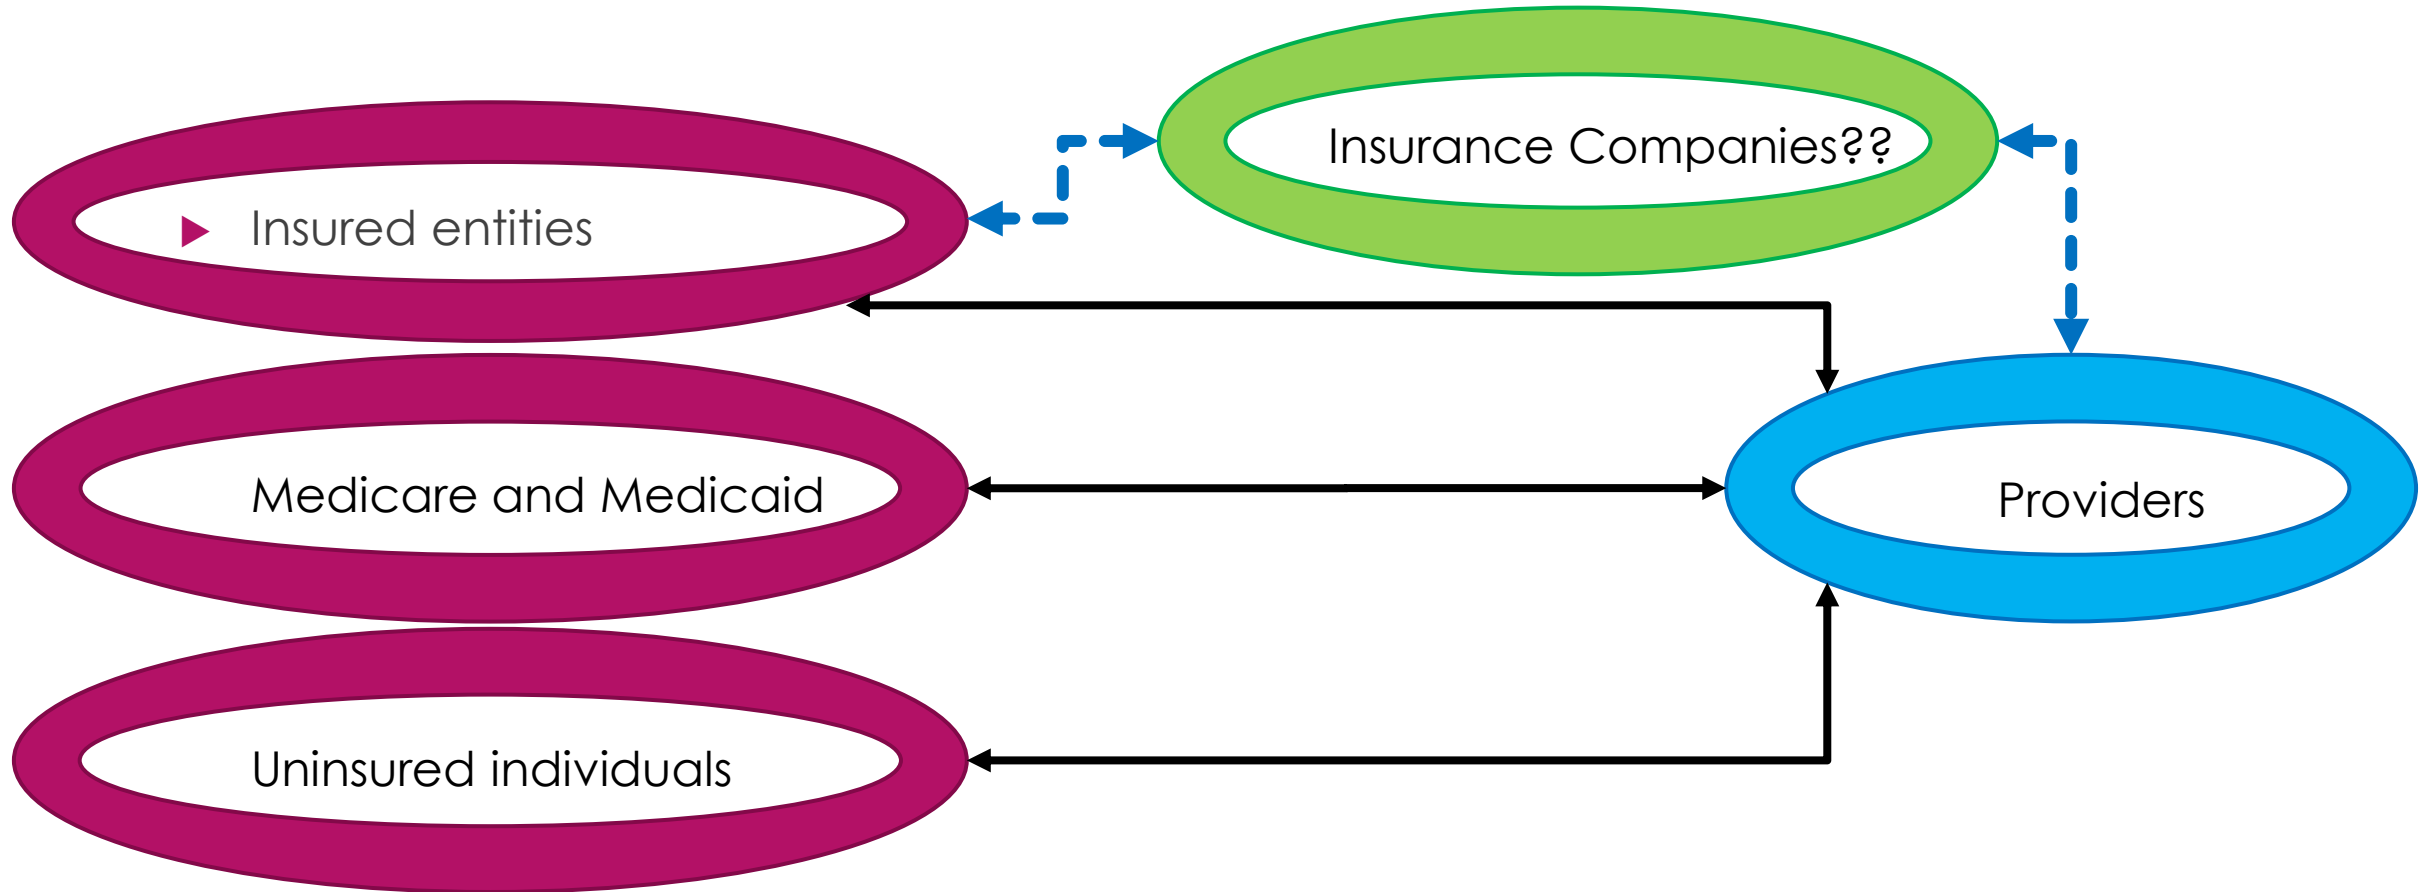 Insurance Companies??
Insured entities
Medicare and Medicaid
Providers
Uninsured individuals